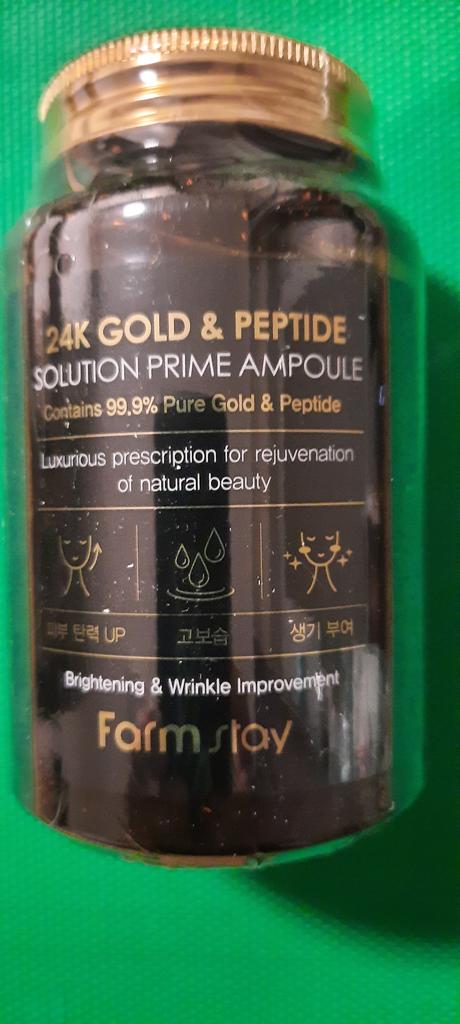 24K GOLD & PEPTIDE
SOLUTION PRIME AMPOULE
Contains 99.9% Pure Gold & Peptide
Luxurious prescription for rejuvenation
of natural beauty
피부 탄력 UP 고보습 생기 부여
Brightening & Wrinkle Improvement
Farm stay